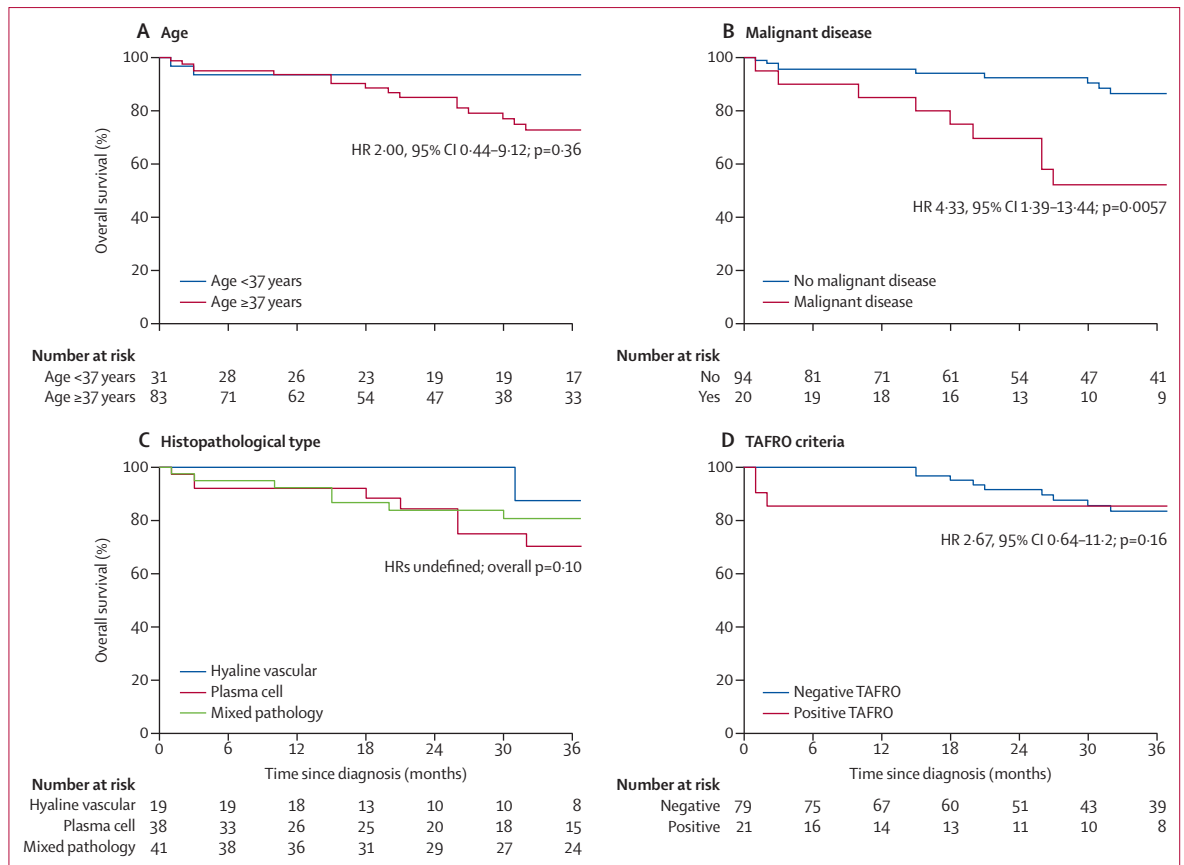 A Age
100
80
60
40
20
0
Overall survival (%)
HR 2·00, 95% CI 0·44–9·12; p=0·36
Age <37 years
Age ≥37 years
Number at risk
Age <37 years 31 28 26 23 19 19 17
Age ≥37 years 83 71 62 54 47 38 33
B Malignant disease
100
80
60
40
20
0
HR 4·33, 95% CI 1·39–13·44; p=0·0057
No malignant disease
Malignant disease
Number at risk
No 94 81 71 61 54 47 41
Yes 20 19 18 16 13 10 9
C Histopathological type
100
80
60
40
20
0
Overall survival (%)
HRs undefined; overall p=0·10
Hyaline vascular
Plasma cell
Mixed pathology
0 6 12 18 24 30 36
Time since diagnosis (months)
Number at risk
Hyaline vascular 19 19 18 13 10 10 8
Plasma cell 38 33 26 25 20 18 15
Mixed pathology 41 38 36 31 29 27 24
D TAFRO criteria
100
80
60
40
20
0
HR 2·67, 95% CI 0·64–11·2; p=0·16
Negative TAFRO
Positive TAFRO
0 6 12 18 24 30 36
Time since diagnosis (months)
Number at risk
Negative 79 75 67 60 51 43 39
Positive 21 16 14 13 11 10 8